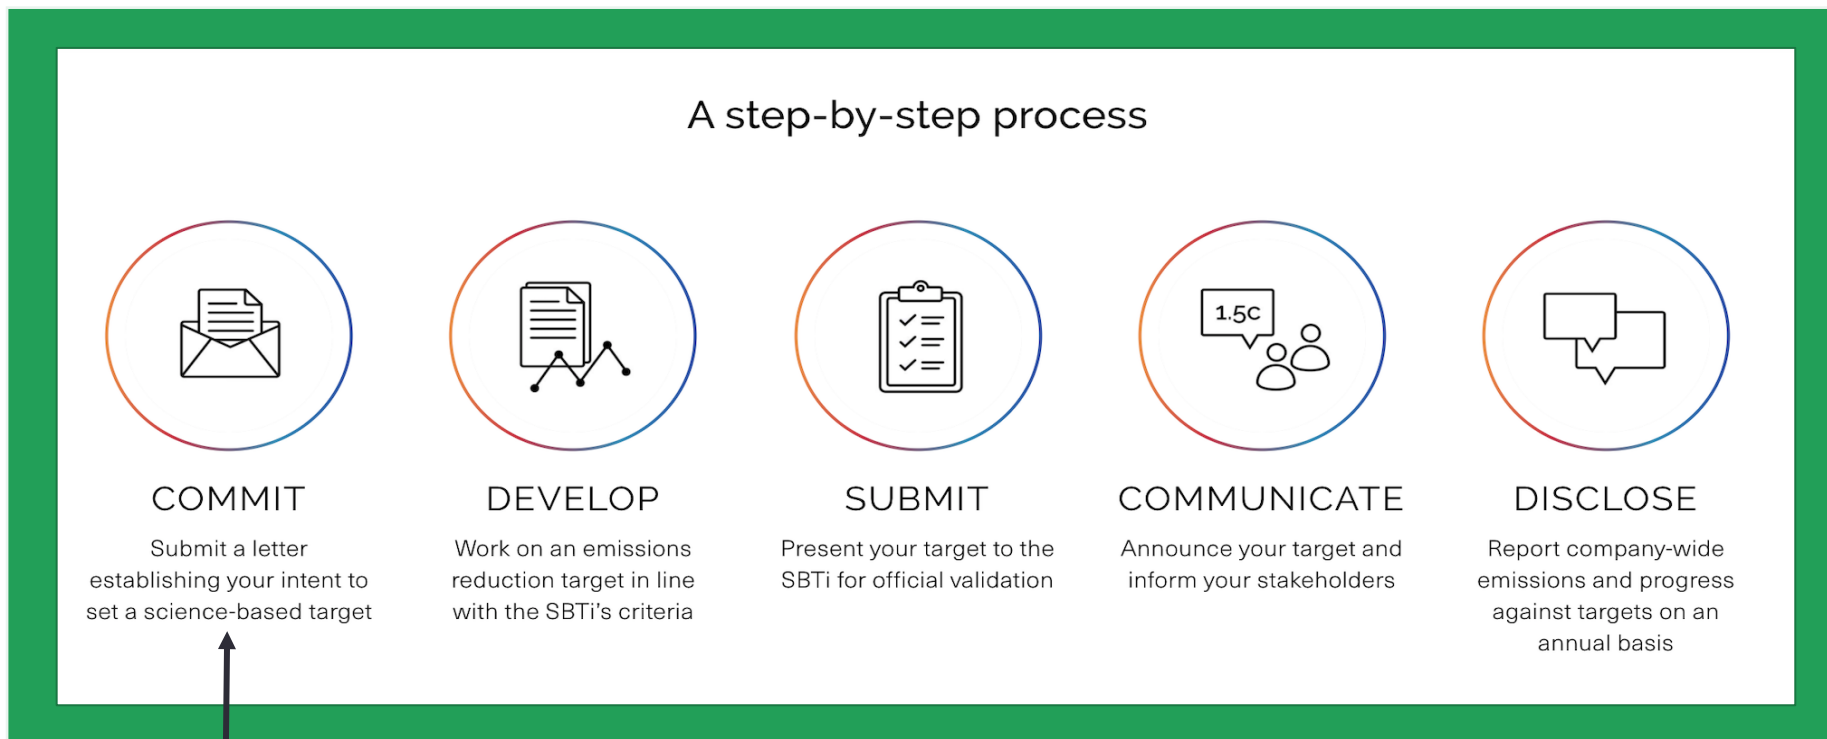 A step-by-step process
1.5c
COMMIT
Submit a letter
establishing your intent to
set a science-based target
DEVELOP
Work on an emissions
reduction target in line
with the SBTi's criteria
SUBMIT
Present your target to the
SBTi for official validation
COMMUNICATE
Announce your target and
inform your stakeholders
DISCLOSE
Report company-wide
emissions and progress
against targets on an
annual basis